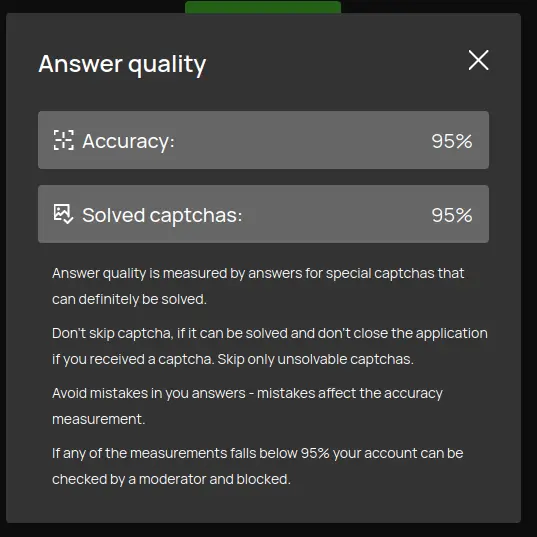 Answer quality
Accuracy: 95%
Solved captchas: 95%
Answer quality is measured by answers for special captchas that
can definitely be solved.
Don't skip captcha, if it can be solved and don't close the application
if you received a captcha. Skip only unsolvable captchas.
Avoid mistakes in you answers - mistakes affect the accuracy
measurement.
If any of the measurements falls below 95% your account can be
checked by a moderator and blocked.